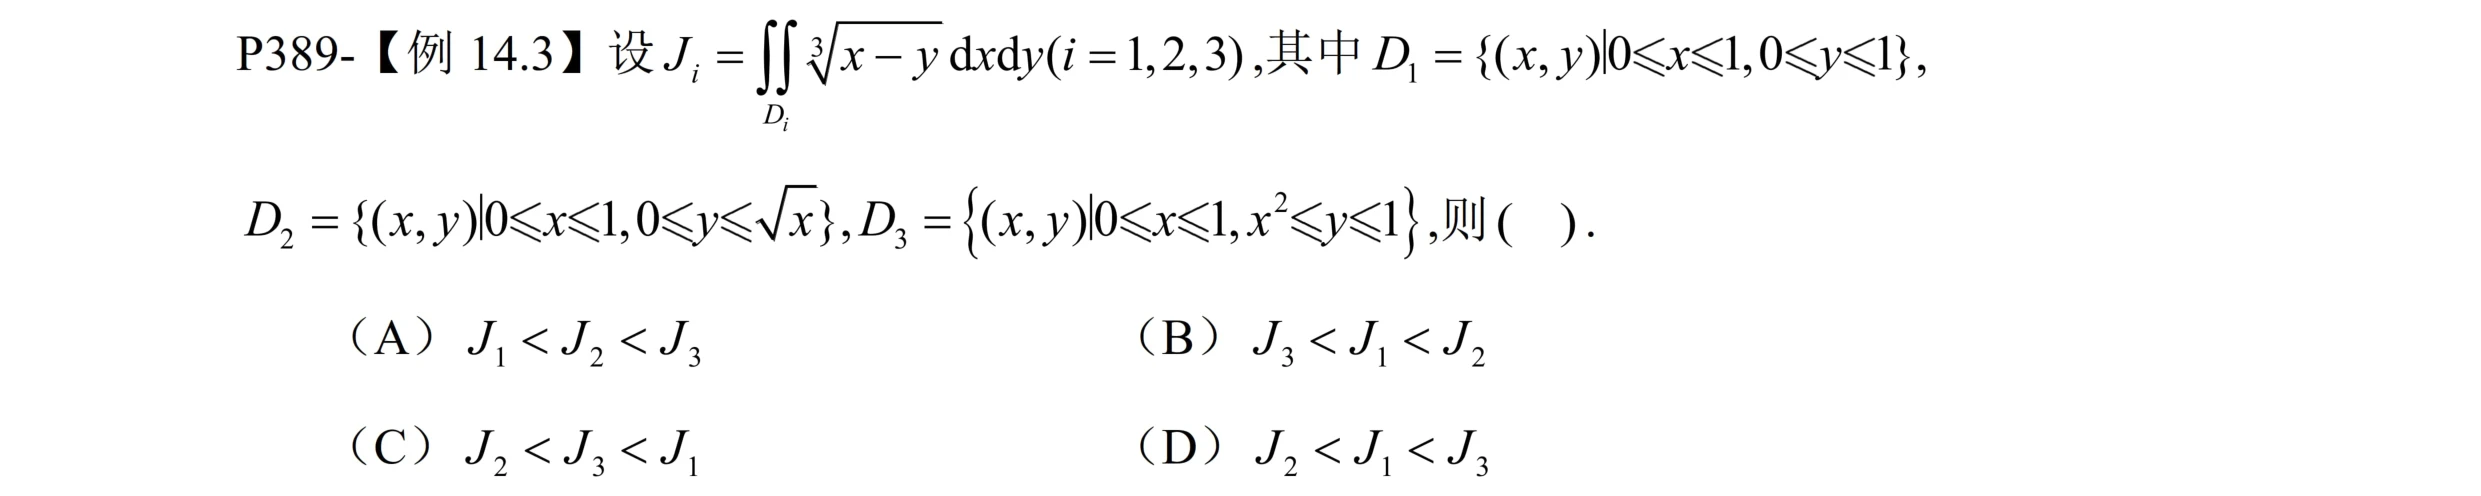 P389-【例 14.3】设 $J_i = \iint\limits_{D_i} \sqrt[3]{x-y}\,\mathrm{d}x\mathrm{d}y (i=1,2,3)$,其中 $D_1 = \{(x,y)|0 \leqslant x \leqslant 1, 0 \leqslant y \leqslant 1\}$,
$D_2 = \{(x,y)|0 \leqslant x \leqslant 1, 0 \leqslant y \leqslant \sqrt{x}\}, D_3 = \{(x,y)|0 \leqslant x \leqslant 1, x^2 \leqslant y \leqslant 1\}$,则( ).
（A）$J_1 < J_2 < J_3$ （B）$J_3 < J_1 < J_2$
（C）$J_2 < J_3 < J_1$ （D）$J_2 < J_1 < J_3$